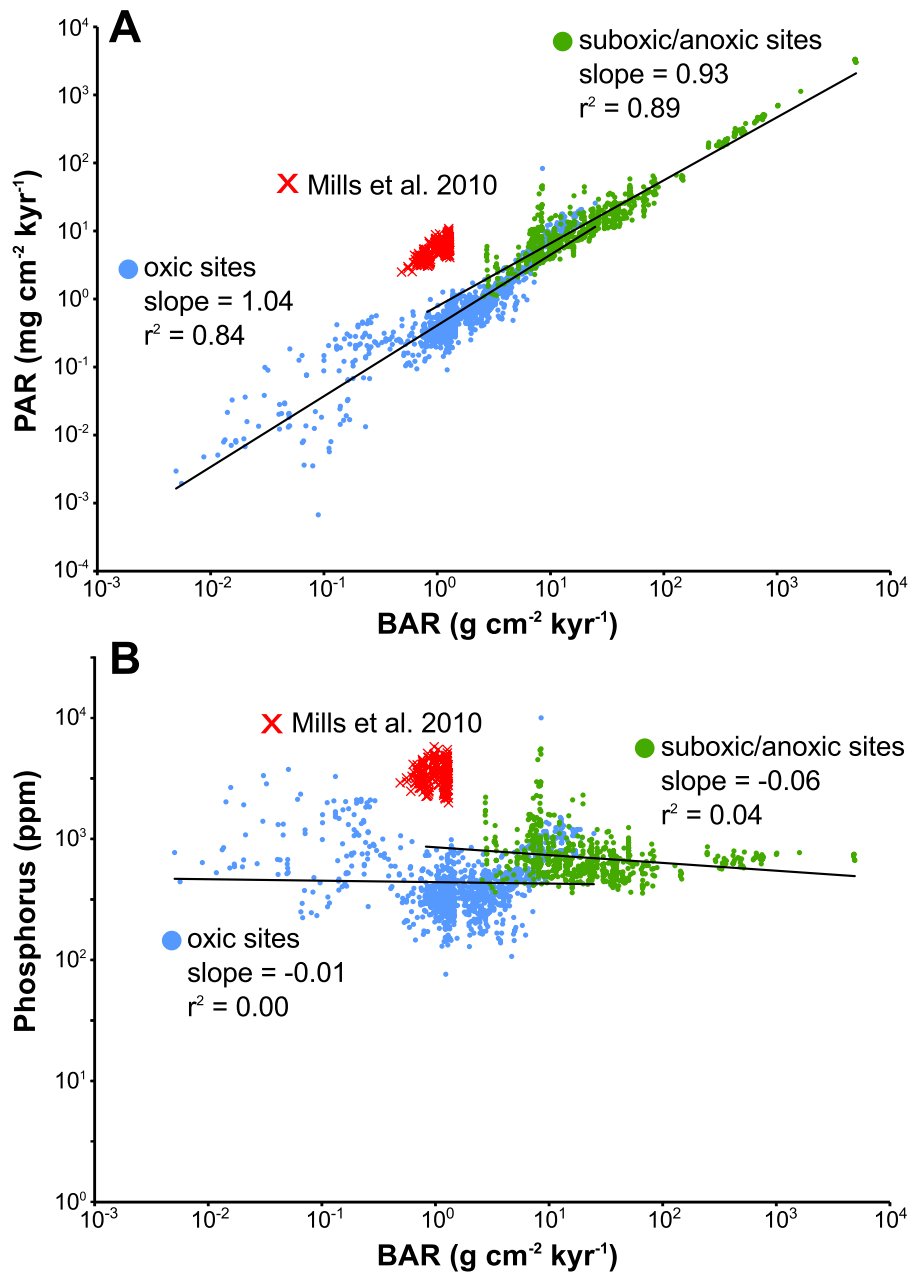 A
10⁴
10³
10²
10¹
10⁰
10⁻¹
10⁻²
10⁻³
10⁻⁴
PAR (mg cm⁻² kyr⁻¹)
suboxic/anoxic sites
slope = 0.93
r² = 0.89
X Mills et al. 2010
oxic sites
slope = 1.04
r² = 0.84
10⁻³ 10⁻² 10⁻¹ 10⁰ 10¹ 10² 10³ 10⁴
BAR (g cm⁻² kyr⁻¹)
B
10⁴
10³
10²
10¹
10⁰
Phosphorus (ppm)
X Mills et al. 2010
suboxic/anoxic sites
slope = -0.06
r² = 0.04
oxic sites
slope = -0.01
r² = 0.00
10⁻³ 10⁻² 10⁻¹ 10⁰ 10¹ 10² 10³ 10⁴
BAR (g cm⁻² kyr⁻¹)